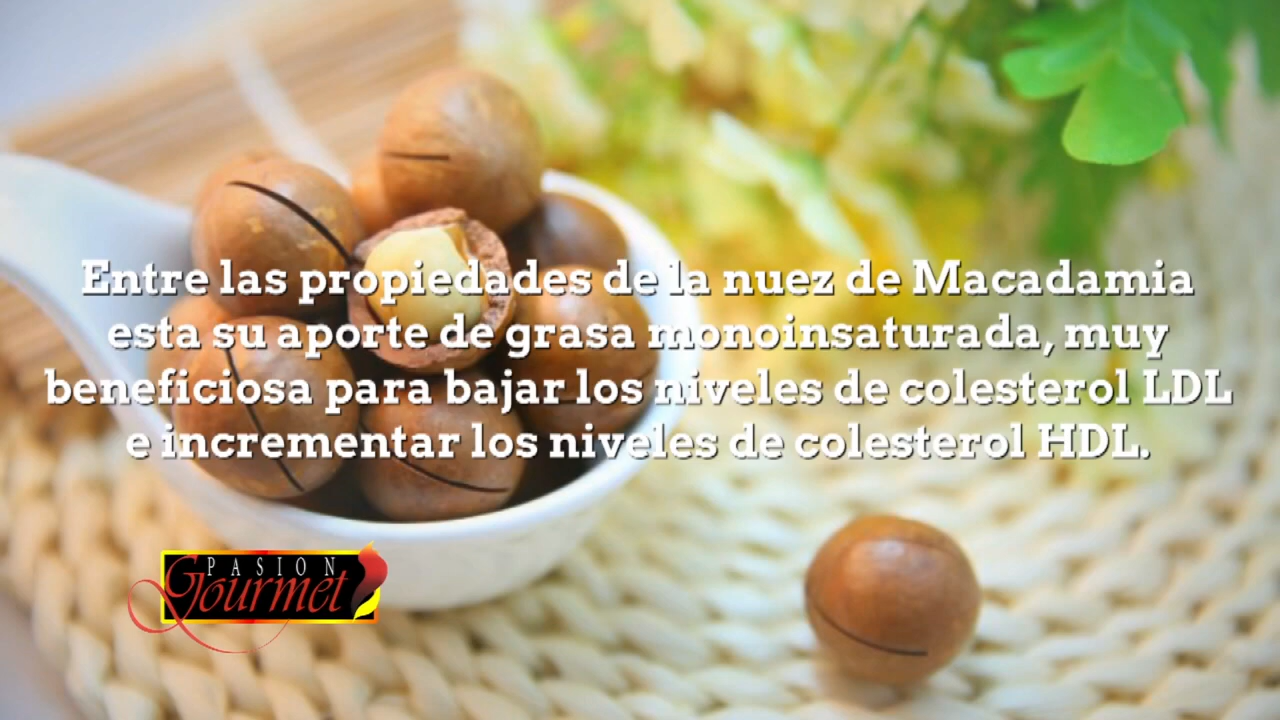 Entre las propiedades de la nuez de Macadamia
esta su aporte de grasa monoinsaturada, muy
beneficiosa para bajar los niveles de colesterol LDL
e incrementar los niveles de colesterol HDL.
PASION
Gourmet